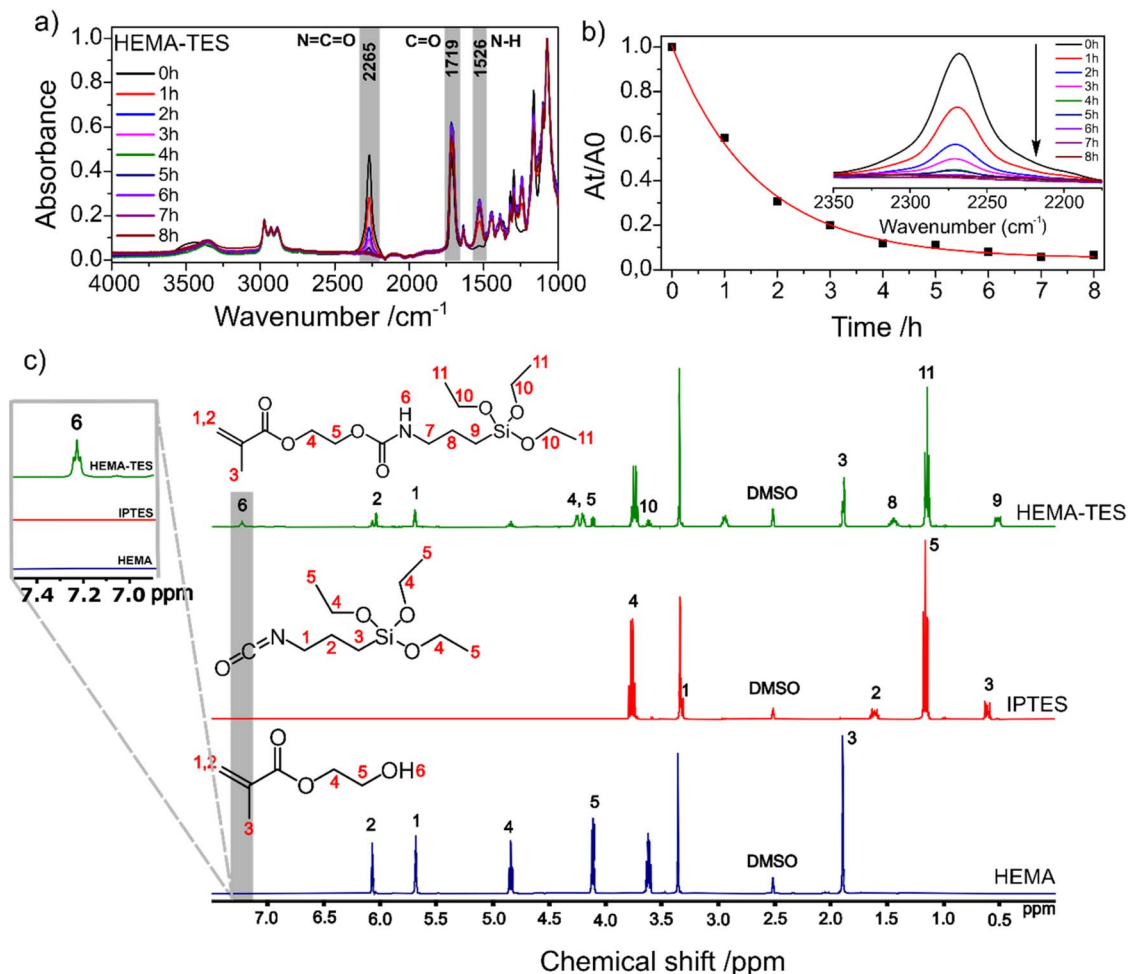 a)
N=C=O
C=O
N-H
HEMA-TES
2265
1719
1526
0h
1h
2h
3h
4h
5h
6h
7h
8h
Absorbance
1.0
0.8
0.6
0.4
0.2
0.0
4000 3500 3000 2500 2000 1500 1000
Wavenumber /cm-1
b)
At/A0
1.0
0.8
0.6
0.4
0.2
0.0
0h
1h
2h
3h
4h
5h
6h
7h
8h
2350 2300 2250 2200
Wavenumber (cm-1)
0 1 2 3 4 5 6 7 8
Time /h
c)
6
HEMA-TES
IPTES
HEMA
7.4 7.2 7.0 ppm
1,2
O
O
4
5
O
O
6
H
N
7
8
9
Si
O
O
O
10
10
10
11
11
11
3
6 2 1 4, 5 10 DMSO 3 8 11 9
HEMA-TES
O
C
N
1
2
3
Si
O
O
O
4
4
4
5
5
5
4 1 DMSO 2 5 3
IPTES
1,2
O
O
4
5
OH6
3
2 1 4 5 DMSO 3
HEMA
7.0 6.5 6.0 5.5 5.0 4.5 4.0 3.5 3.0 2.5 2.0 1.5 1.0 0.5 ppm
Chemical shift /ppm